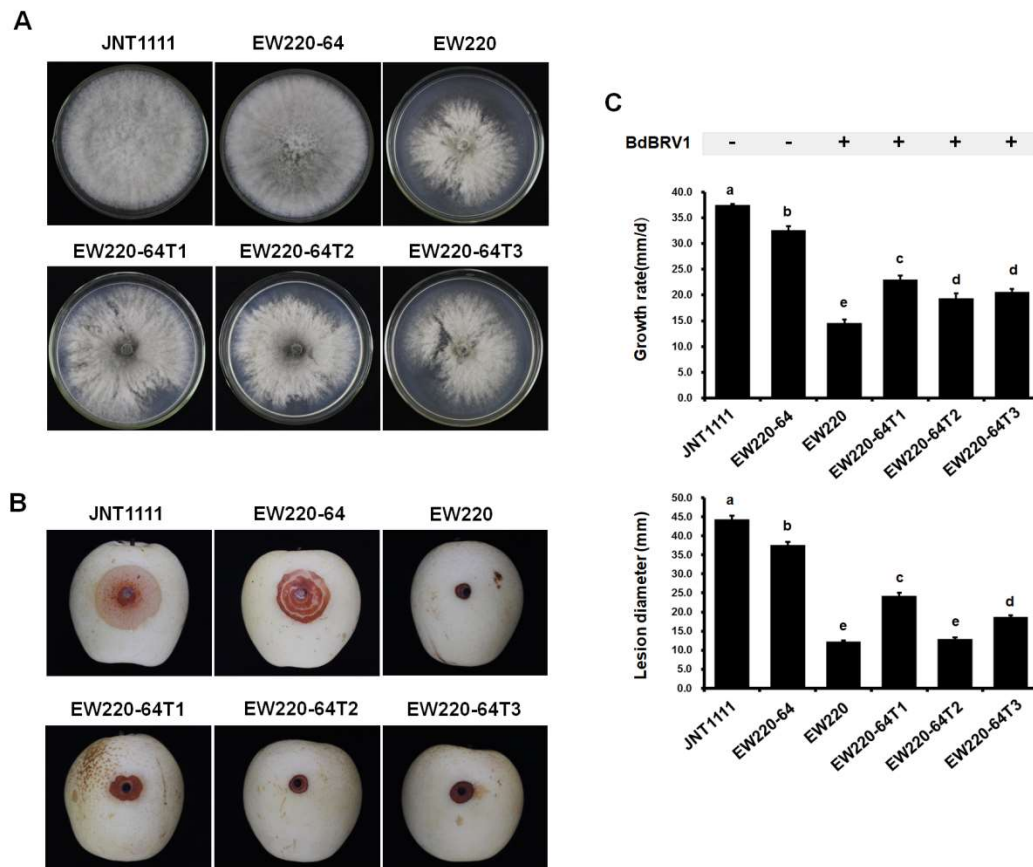 A
JNT1111 EW220-64 EW220
EW220-64T1 EW220-64T2 EW220-64T3
B
JNT1111 EW220-64 EW220
EW220-64T1 EW220-64T2 EW220-64T3
C
BdBRV1 - - + + + +
Growth rate(mm/d)
40.0
35.0
30.0
25.0
20.0
15.0
10.0
5.0
0.0
a b e c d d
JNT1111 EW220-64 EW220 EW220-64T1 EW220-64T2 EW220-64T3
Lesion diameter (mm)
50.0
45.0
40.0
35.0
30.0
25.0
20.0
15.0
10.0
5.0
0.0
a b e c e d
JNT1111 EW220-64 EW220 EW220-64T1 EW220-64T2 EW220-64T3